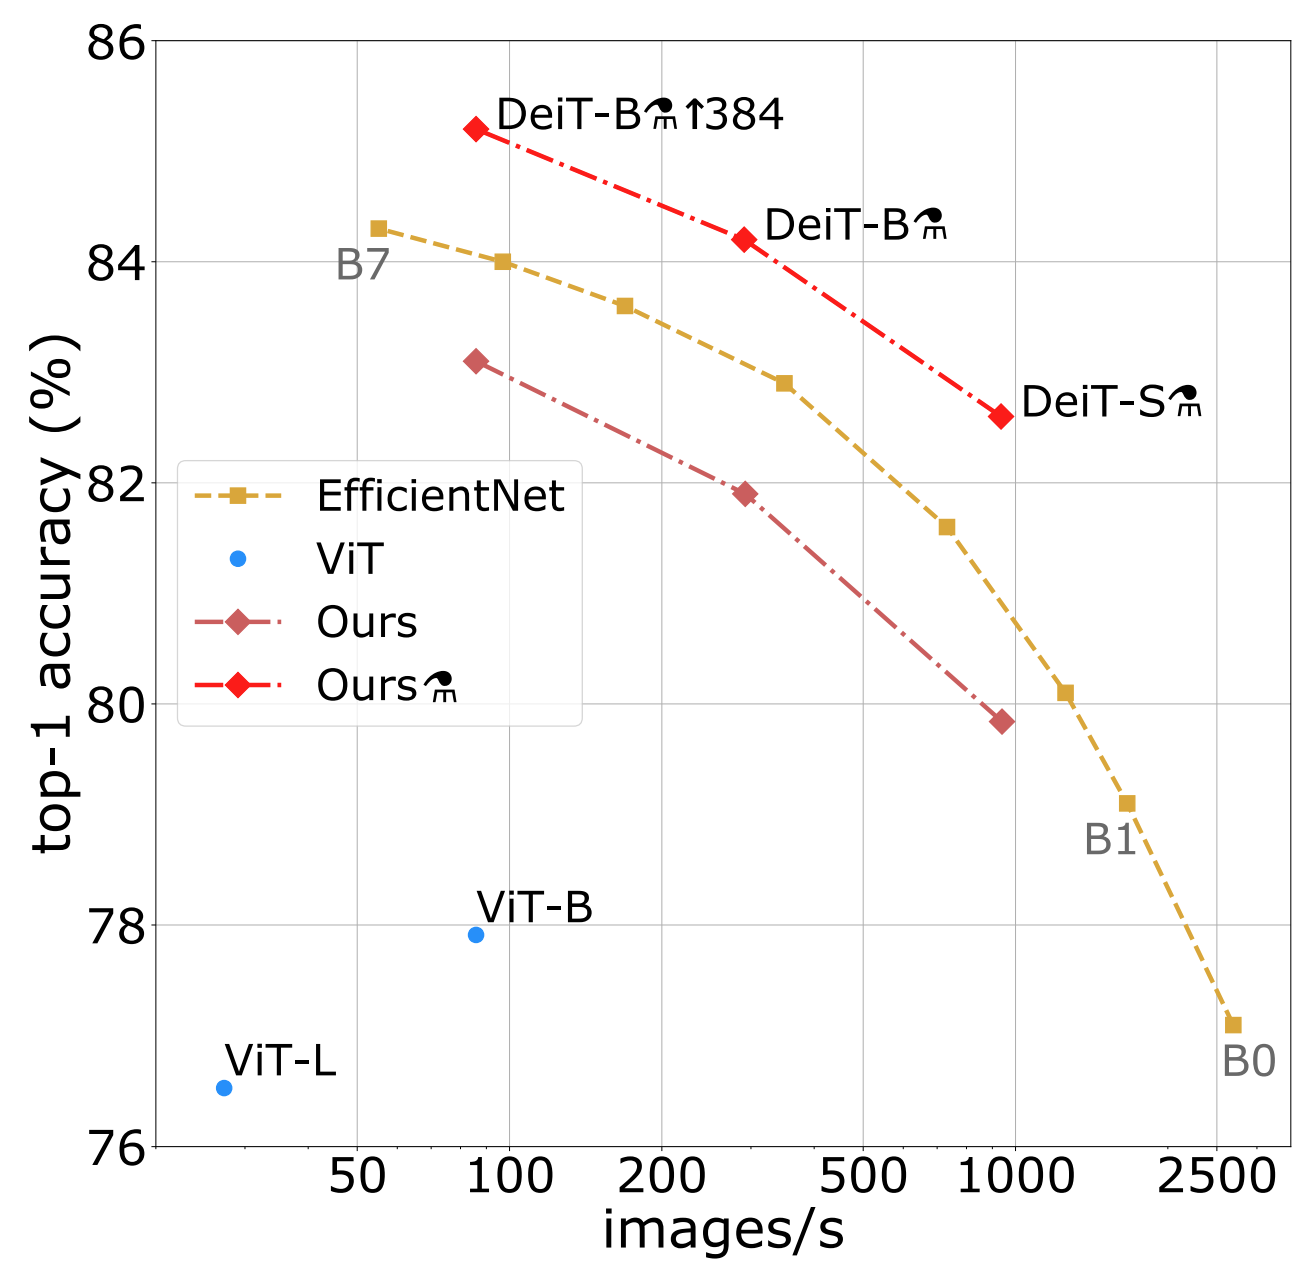 86
84
82
80
78
76
top-1 accuracy (%)
DeiT-B⚗↑384
DeiT-B⚗
B7
DeiT-S⚗
EfficientNet
ViT
Ours
Ours⚗
B1
ViT-B
ViT-L
B0
50 100 200 500 1000 2500
images/s